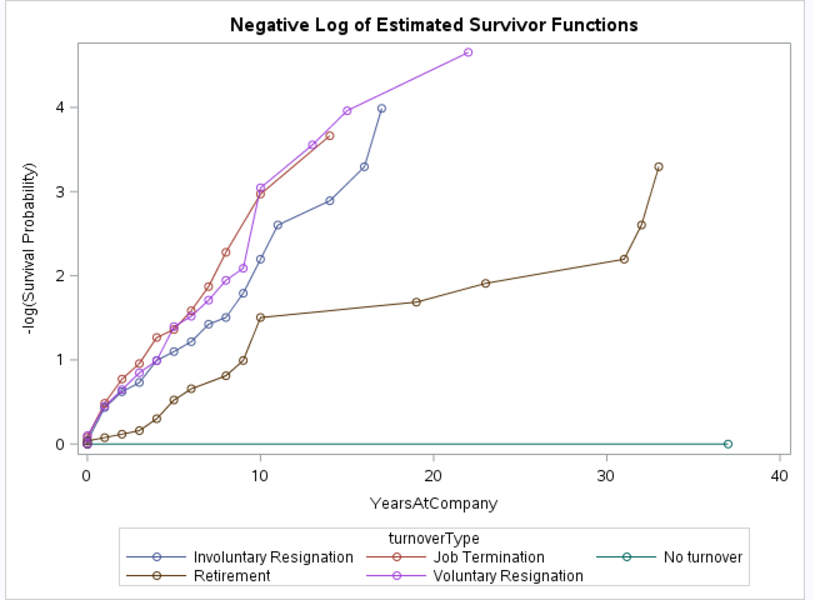 Negative Log of Estimated Survivor Functions
-log(Survival Probability)
4
3
2
1
0
0 10 20 30 40
YearsAtCompany
turnoverType
Involuntary Resignation Job Termination No turnover
Retirement Voluntary Resignation